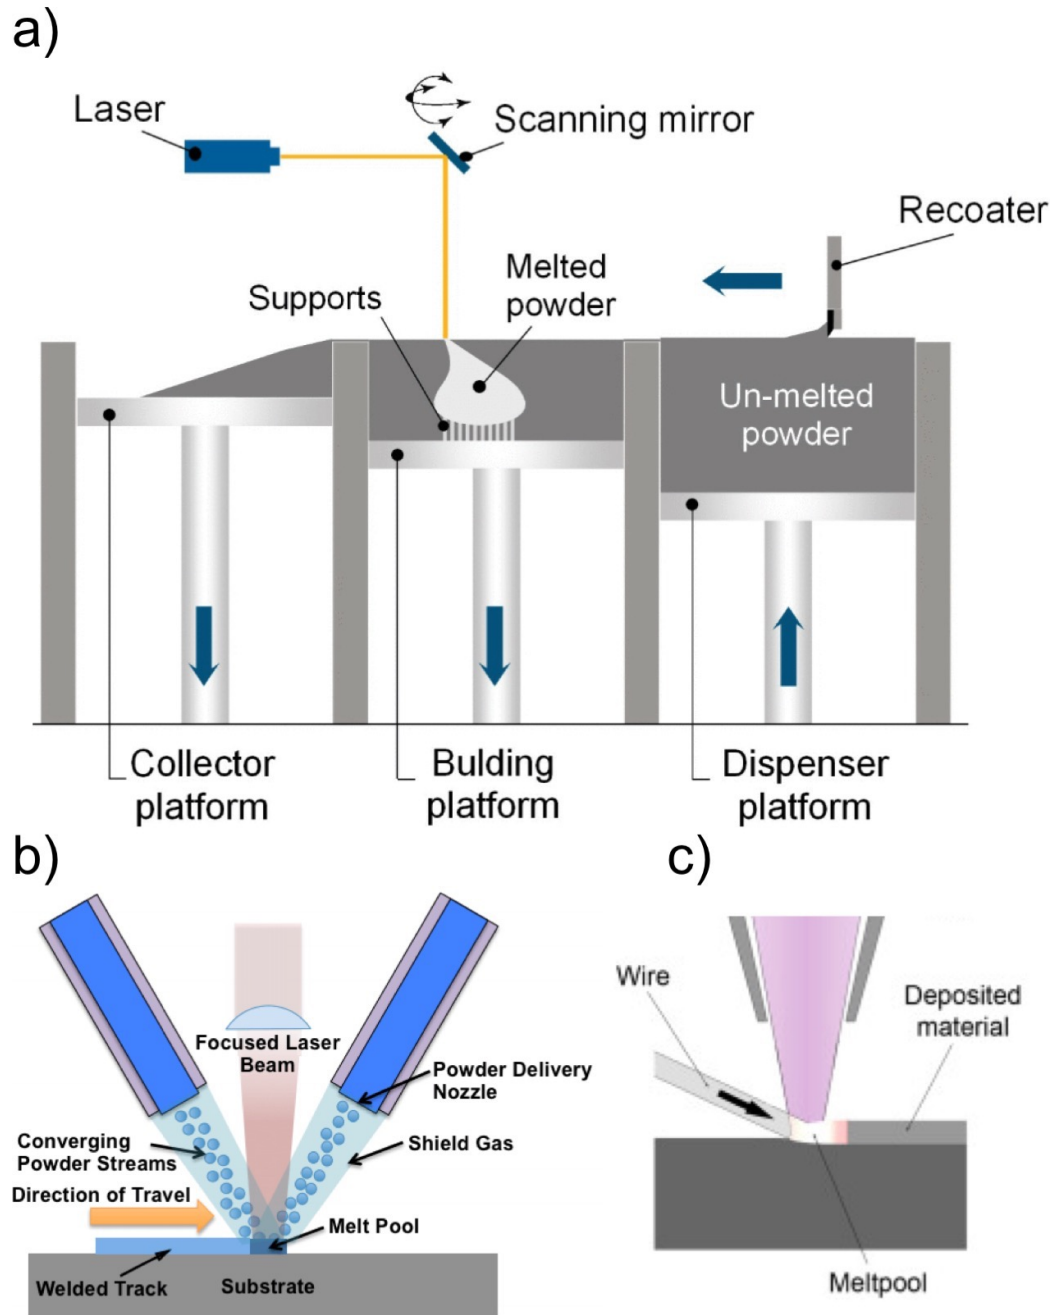 a)
Laser
Scanning mirror
Recoater
Melted
powder
Supports
Un-melted
powder
Collector
platform
Bulding
platform
Dispenser
platform
b)
Focused Laser
Beam
Powder Delivery
Nozzle
Converging
Powder Streams
Shield Gas
Direction of Travel
Melt Pool
Welded Track
Substrate
c)
Wire
Deposited
material
Meltpool